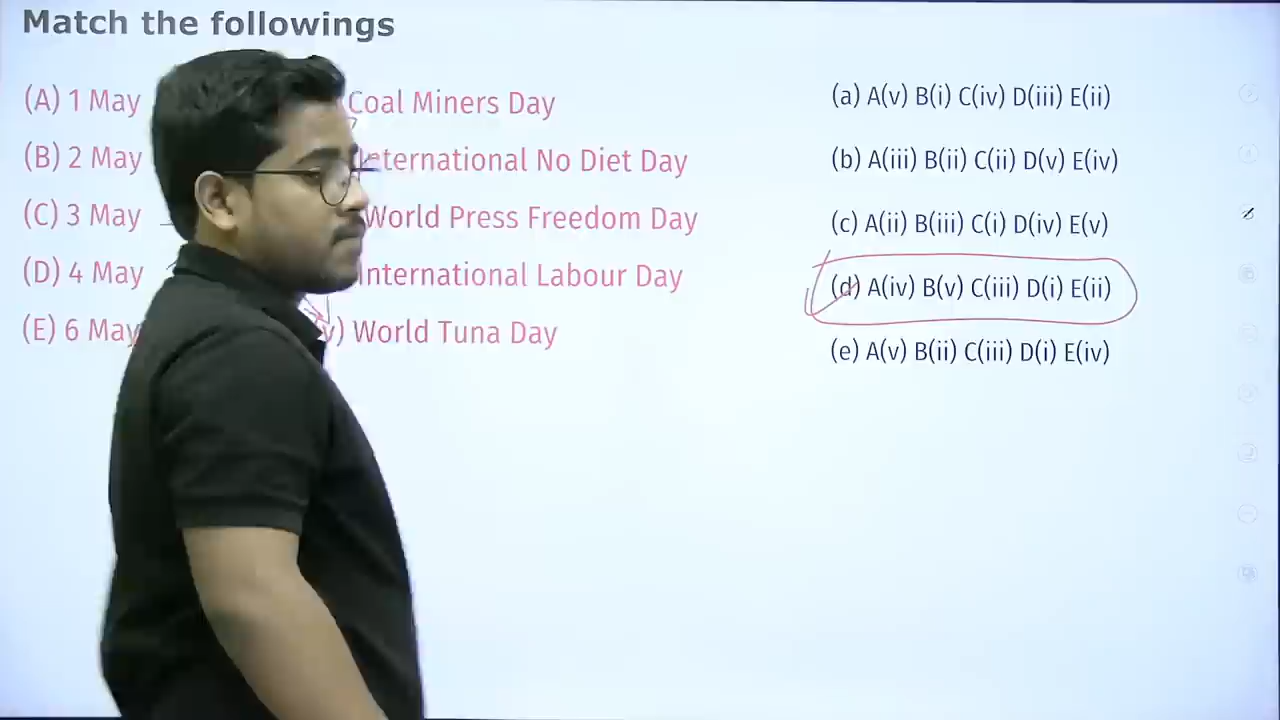 Match the followings
(A) 1 May Coal Miners Day
(B) 2 May International No Diet Day
(C) 3 May World Press Freedom Day
(D) 4 May International Labour Day
(E) 6 May v) World Tuna Day
(a) A(v) B(i) C(iv) D(iii) E(ii)
(b) A(iii) B(ii) C(ii) D(v) E(iv)
(c) A(ii) B(iii) C(i) D(iv) E(v)
(d) A(iv) B(v) C(iii) D(i) E(ii)
(e) A(v) B(ii) C(iii) D(i) E(iv)